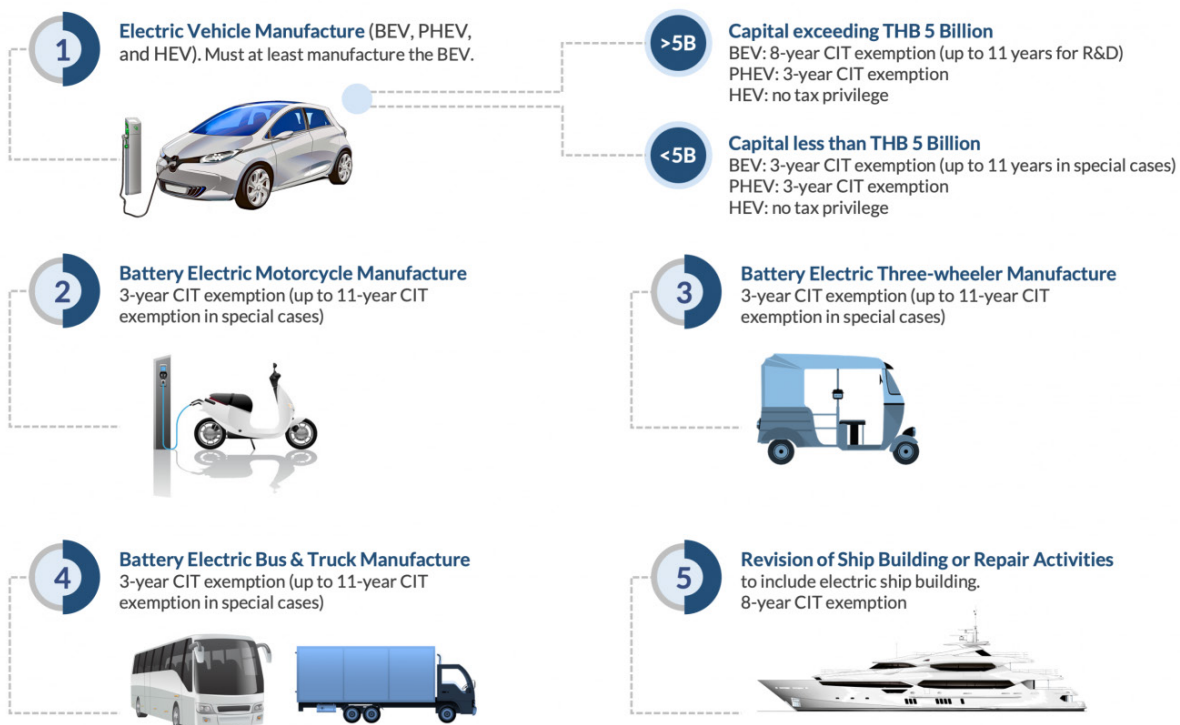 1
Electric Vehicle Manufacture (BEV, PHEV,
and HEV). Must at least manufacture the BEV.
>5B
Capital exceeding THB 5 Billion
BEV: 8-year CIT exemption (up to 11 years for R&D)
PHEV: 3-year CIT exemption
HEV: no tax privilege
<5B
Capital less than THB 5 Billion
BEV: 3-year CIT exemption (up to 11 years in special cases)
PHEV: 3-year CIT exemption
HEV: no tax privilege
2
Battery Electric Motorcycle Manufacture
3-year CIT exemption (up to 11-year CIT
exemption in special cases)
3
Battery Electric Three-wheeler Manufacture
3-year CIT exemption (up to 11-year CIT
exemption in special cases)
4
Battery Electric Bus & Truck Manufacture
3-year CIT exemption (up to 11-year CIT
exemption in special cases)
5
Revision of Ship Building or Repair Activities
to include electric ship building.
8-year CIT exemption